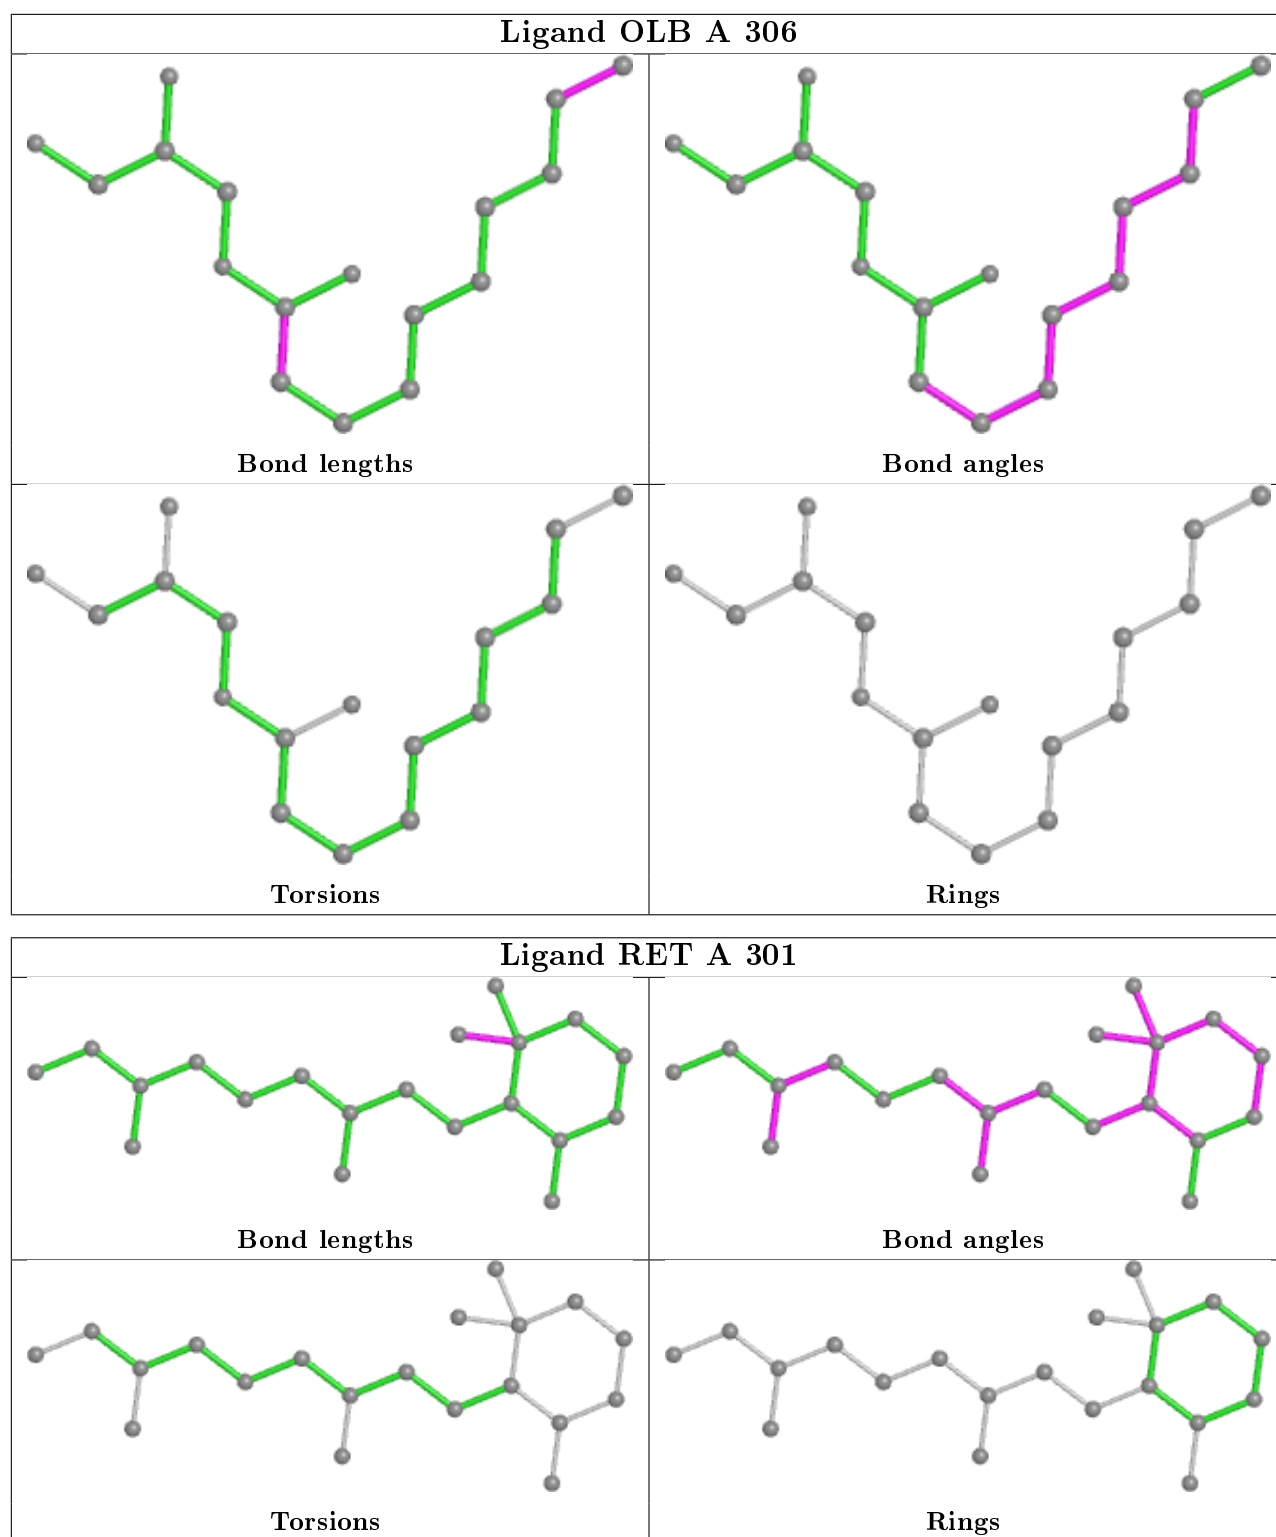 Ligand OLB A 306
Bond lengths
Bond angles
Torsions
Rings
Ligand RET A 301
Bond lengths
Bond angles
Torsions
Rings